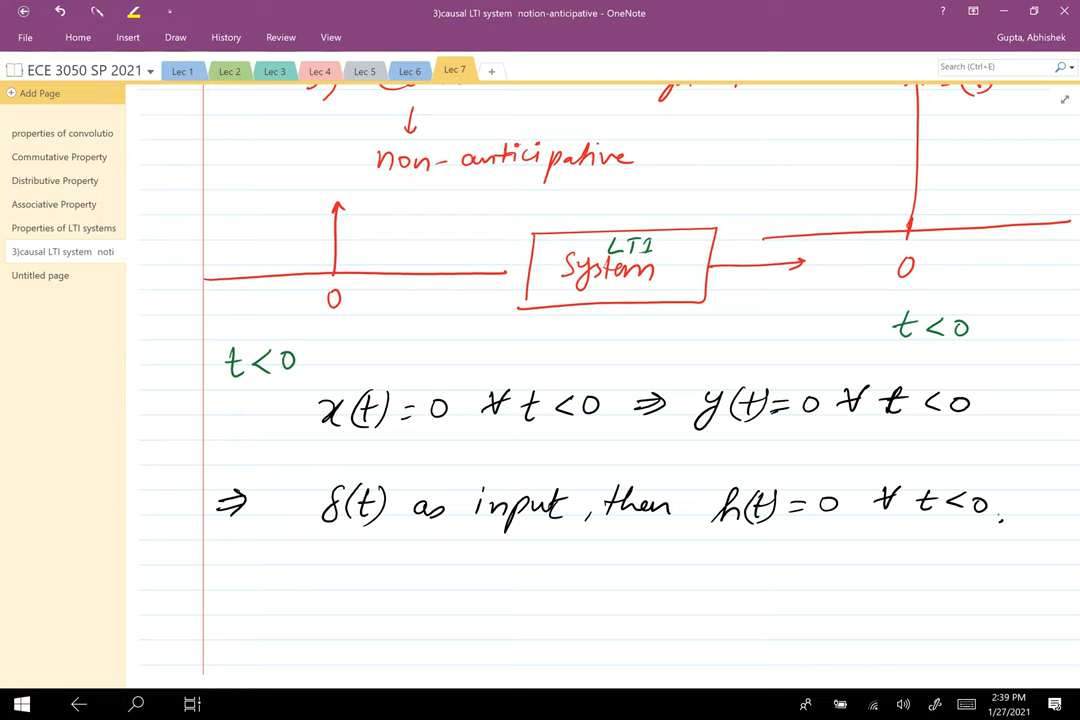 3)causal LTI system notion-anticipative - OneNote
?
File Home Insert Draw History Review View
Gupta, Abhishek
ECE 3050 SP 2021
Lec 1 Lec 2 Lec 3 Lec 4 Lec 5 Lec 6 Lec 7
Search (Ctrl+E)
Add Page
properties of convolutio
Commutative Property
Distributive Property
Associative Property
Properties of LTI systems
3)causal LTI system noti
Untitled page
non-anticipative
LTI
System
0
0
t<0
t<0
x(t)=0 ∀ t<0 ⇒ y(t)=0 ∀ t<0
⇒ δ(t) as input, then h(t)=0 ∀ t<0.
2:39 PM
1/27/2021